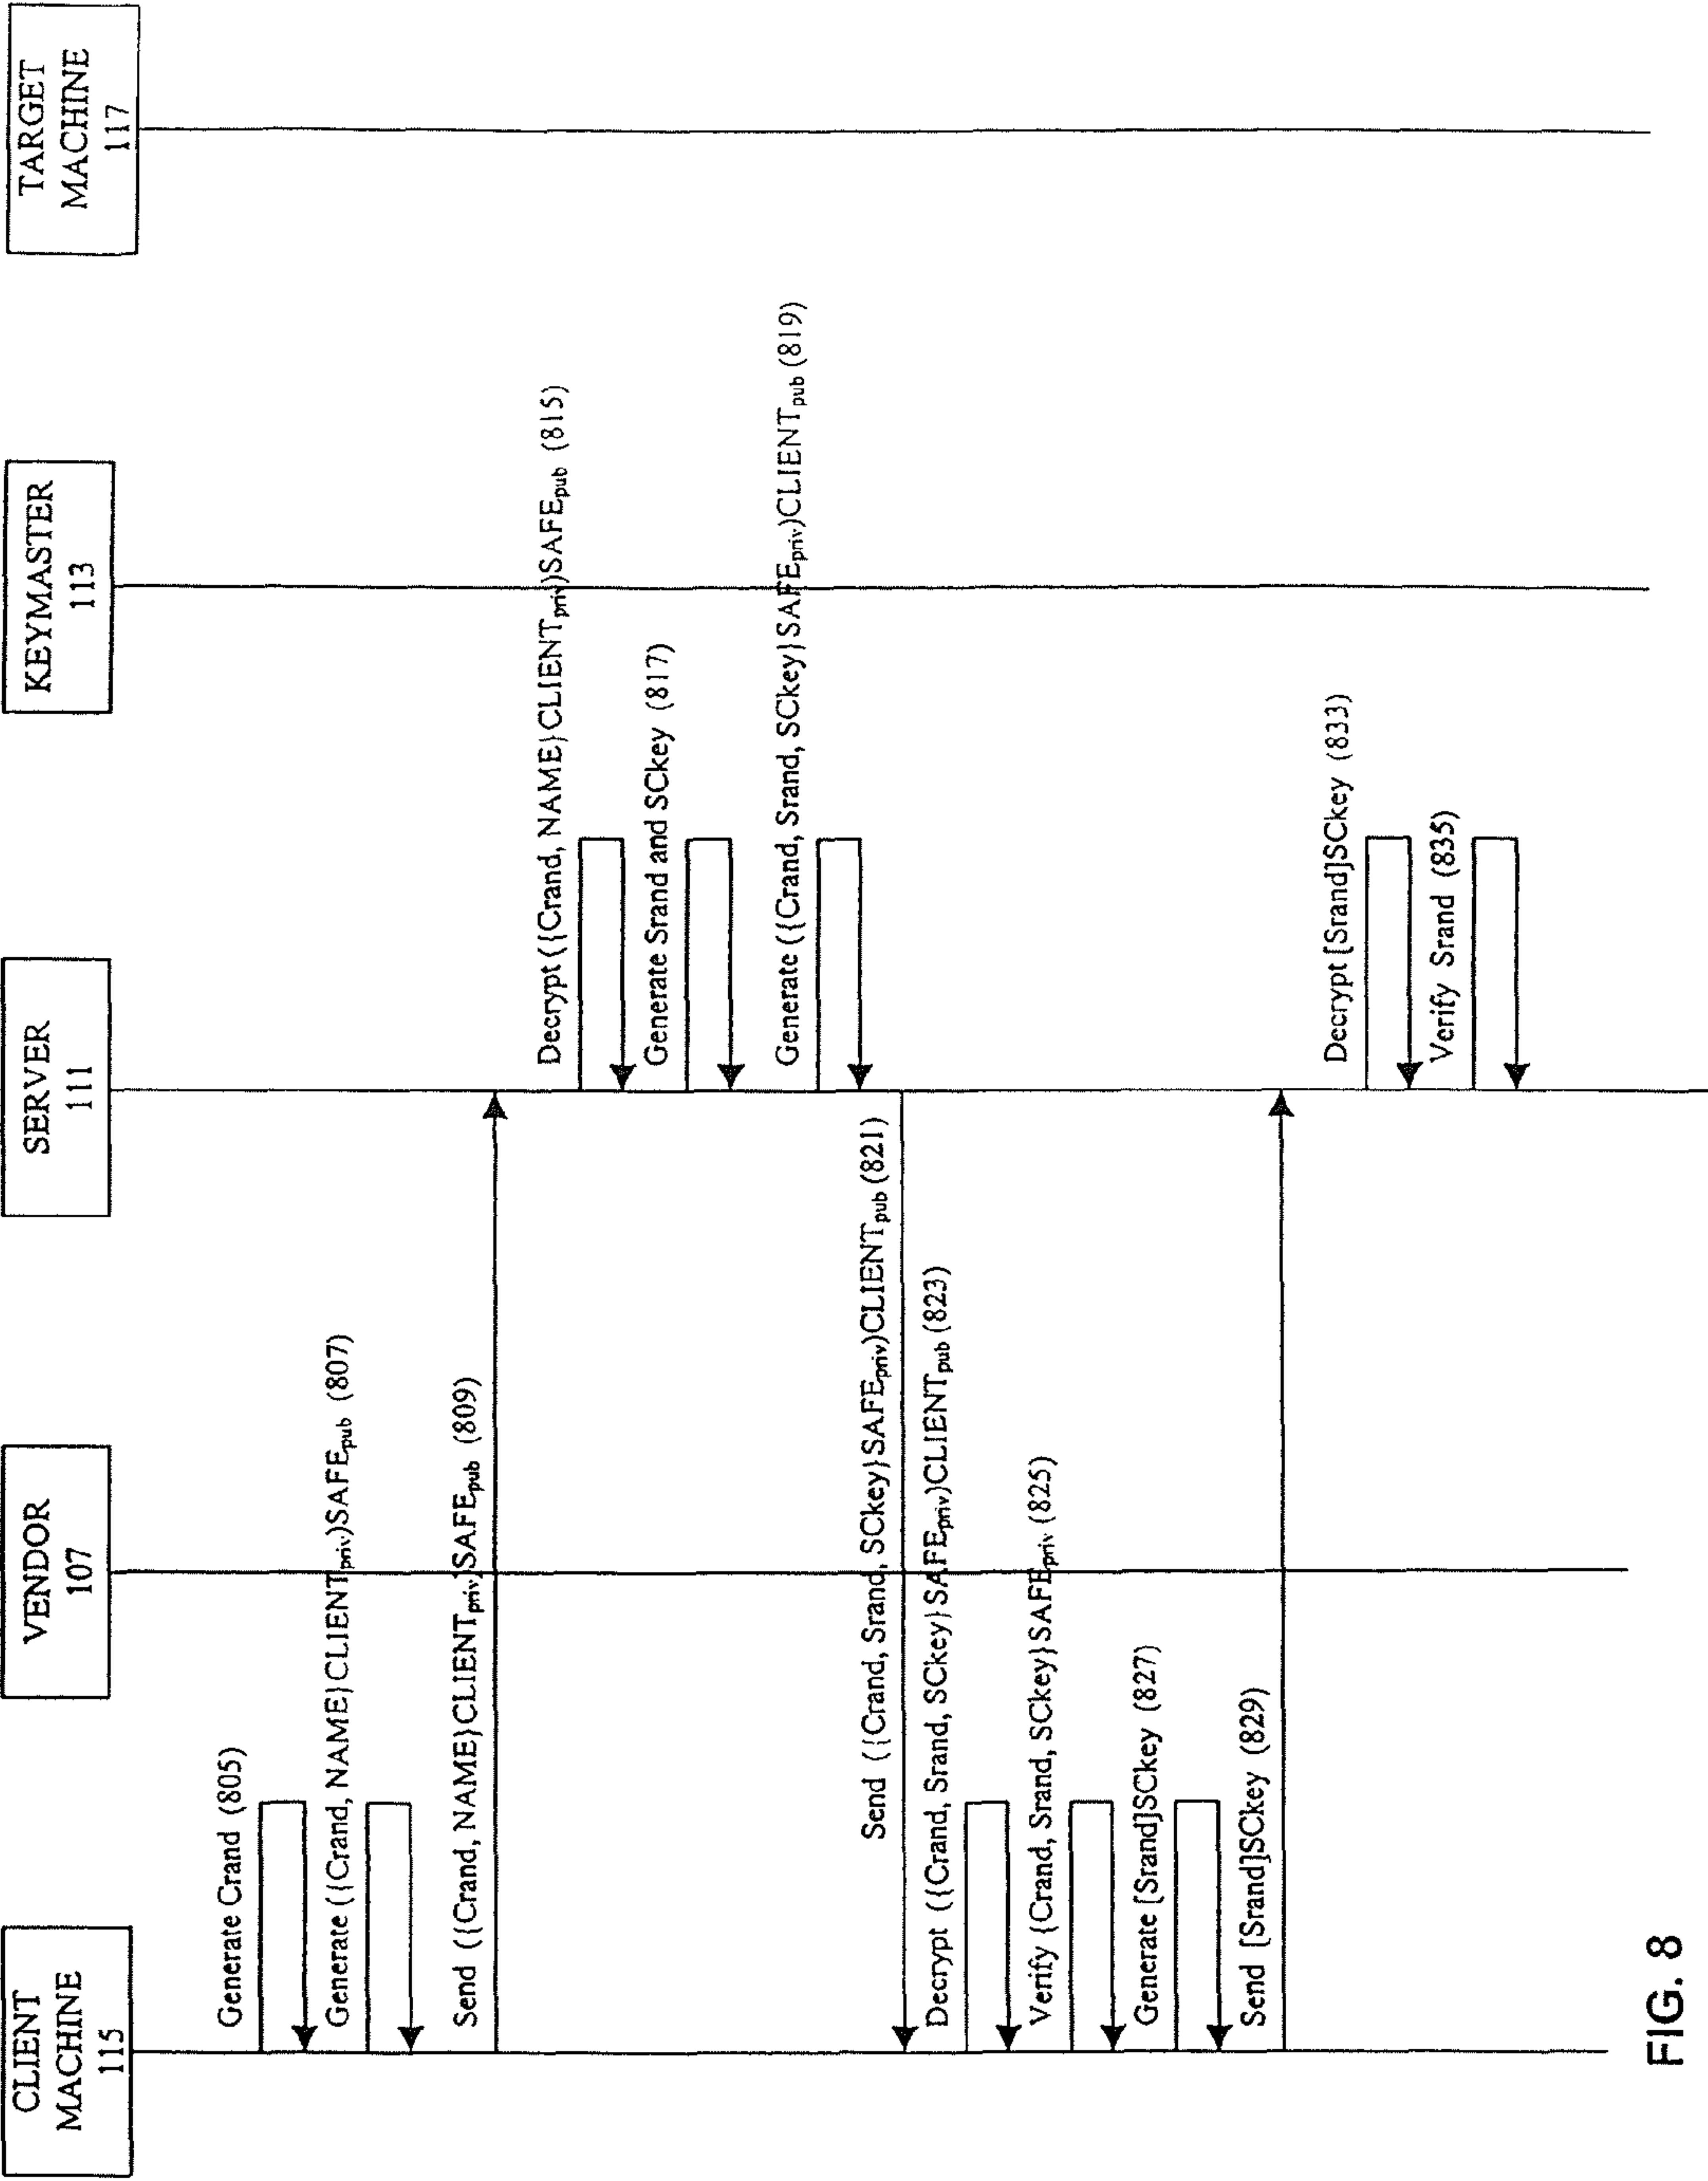 CLIENT
MACHINE
115
VENDOR
107
SERVER
111
KEYMASTER
113
TARGET
MACHINE
117
Generate Crand (805)
Generate ({Crand, NAME}CLIENTpriv)SAFEpub (807)
Send ({Crand, NAME}CLIENTpriv)SAFEpub (809)
Decrypt ({Crand, NAME}CLIENTpriv)SAFEpub (815)
Generate Srand and SCkey (817)
Generate ({Crand, Srand, SCkey}SAFEpriv)CLIENTpub (819)
Send ({Crand, Srand, SCkey}SAFEpriv)CLIENTpub (821)
Decrypt ({Crand, Srand, SCkey}SAFEpriv)CLIENTpub (823)
Verify {Crand, Srand, SCkey}SAFEpriv (825)
Generate [Srand]SCkey (827)
Send [Srand]SCkey (829)
Decrypt [Srand]SCkey (833)
Verify Srand (835)
FIG. 8